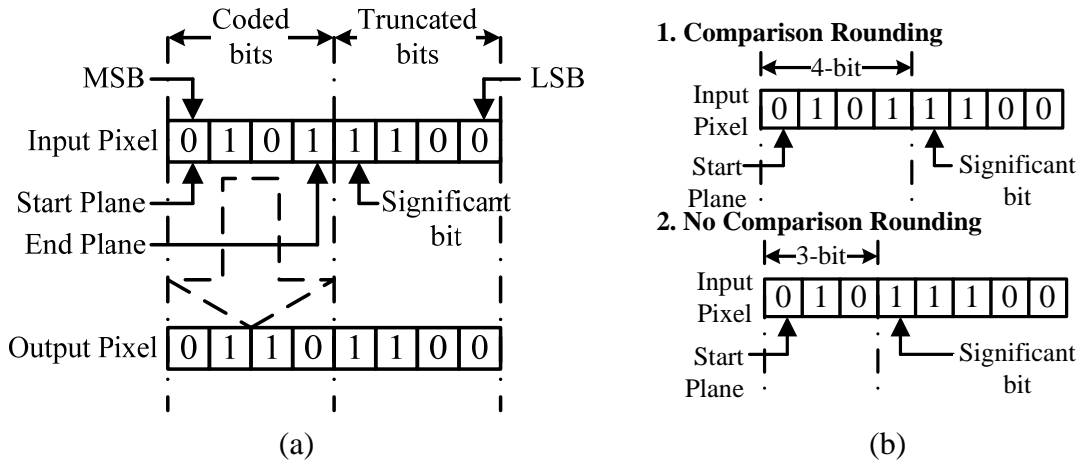 Coded bits
Truncated bits
MSB
LSB
Input Pixel
0 1 0 1 1 1 0 0
Start Plane
Significant bit
End Plane
Output Pixel
0 1 1 0 1 1 0 0
(a)
1. Comparison Rounding
4-bit
Input Pixel
0 1 0 1 1 1 0 0
Start Plane
Significant bit
2. No Comparison Rounding
3-bit
Input Pixel
0 1 0 1 1 1 0 0
Start Plane
Significant bit
(b)